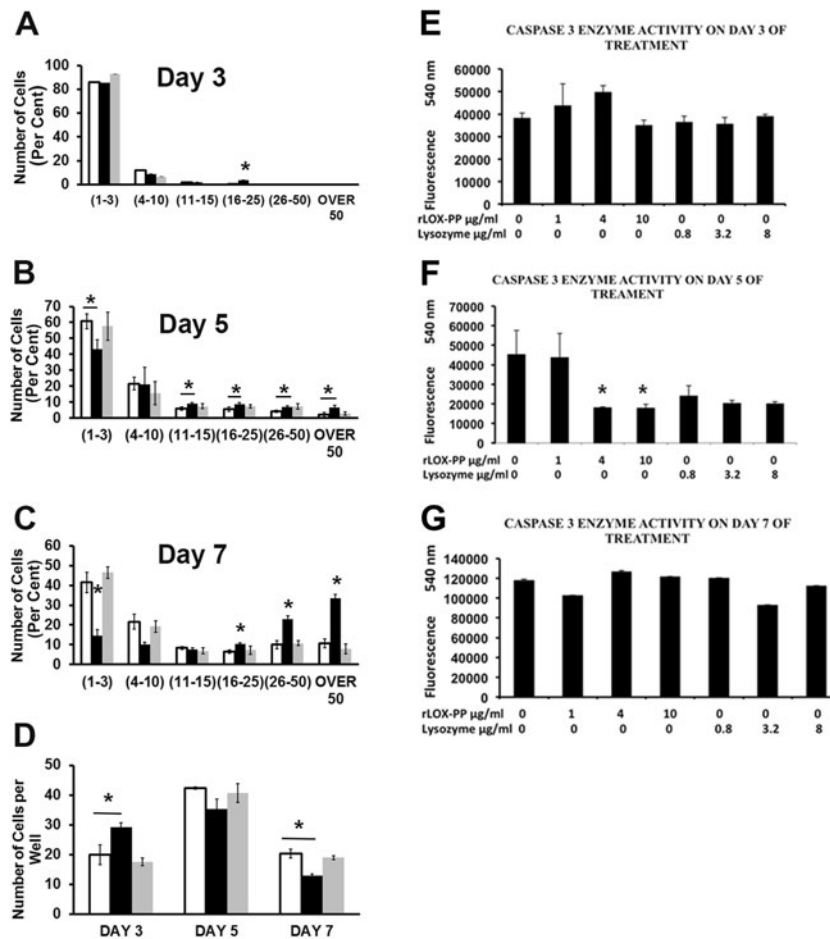 A
Day 3
Number of Cells
(Per Cent)
100
80
60
40
20
0
*
(1-3) (4-10) (11-15) (16-25) (26-50) OVER
50
B
Day 5
Number of Cells
(Per Cent)
70
60
50
40
30
20
10
0
* * * * *
(1-3) (4-10) (11-15) (16-25) (26-50) OVER
50
C
Day 7
Number of Cells
(Per Cent)
60
50
40
30
20
10
0
* * * *
(1-3) (4-10) (11-15) (16-25) (26-50) OVER
50
D
Number of Cells per
Well
50
40
30
20
10
0
* *
DAY 3 DAY 5 DAY 7
E
CASPASE 3 ENZYME ACTIVITY ON DAY 3 OF
TREATMENT
Fluorescence 540 nm
60000
50000
40000
30000
20000
10000
0
rLOX-PP µg/ml 0 1 4 10 0 0 0
Lysozyme µg/ml 0 0 0 0 0.8 3.2 8
F
CASPASE 3 ENZYME ACTIVITY ON DAY 5 OF
TREAMENT
Fluorescence 540 nm
70000
60000
50000
40000
30000
20000
10000
0
* *
rLOX-PP µg/ml 0 1 4 10 0 0 0
Lysozyme µg/ml 0 0 0 0 0.8 3.2 8
G
CASPASE 3 ENZYME ACTIVITY ON DAY 7 OF
TREATMENT
Fluorescence 540 nm
140000
120000
100000
80000
60000
40000
20000
0
rLOX-PP µg/ml 0 1 4 10 0 0 0
Lysozyme µg/ml 0 0 0 0 0.8 3.2 8